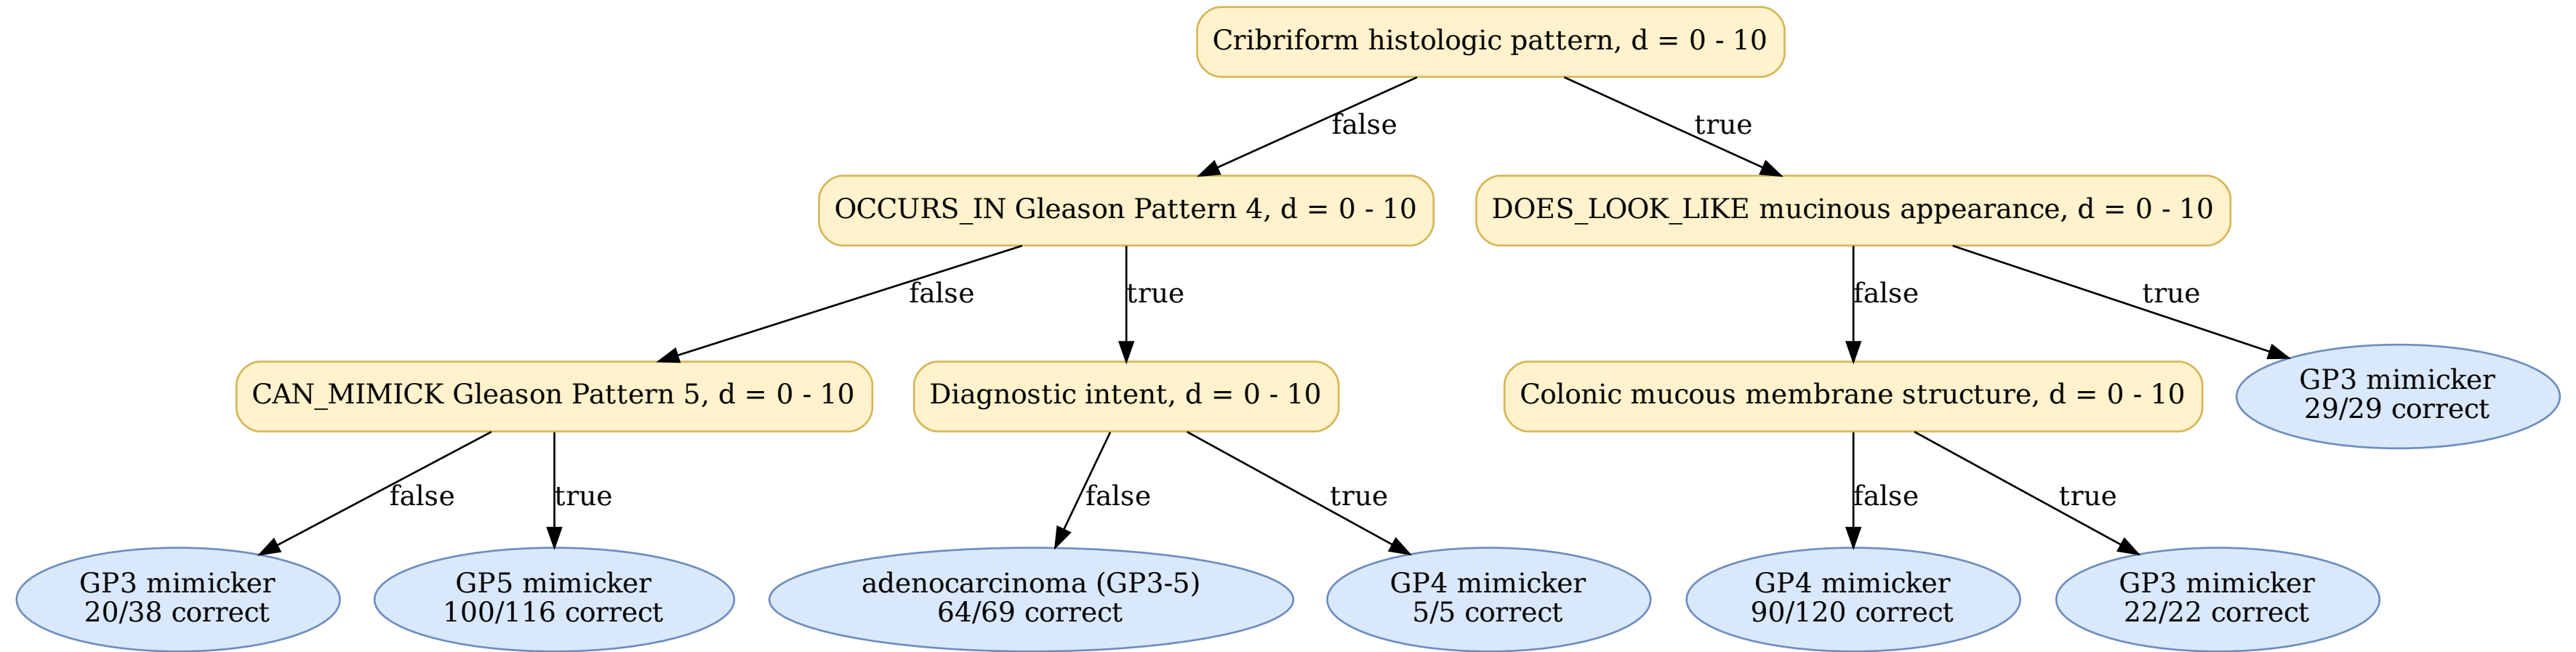 Cribriform histologic pattern, d = 0 - 10
false
true
OCCURS_IN Gleason Pattern 4, d = 0 - 10
DOES_LOOK_LIKE mucinous appearance, d = 0 - 10
false
true
false
true
CAN_MIMICK Gleason Pattern 5, d = 0 - 10
Diagnostic intent, d = 0 - 10
Colonic mucous membrane structure, d = 0 - 10
GP3 mimicker
29/29 correct
false
true
false
true
false
true
GP3 mimicker
20/38 correct
GP5 mimicker
100/116 correct
adenocarcinoma (GP3-5)
64/69 correct
GP4 mimicker
5/5 correct
GP4 mimicker
90/120 correct
GP3 mimicker
22/22 correct